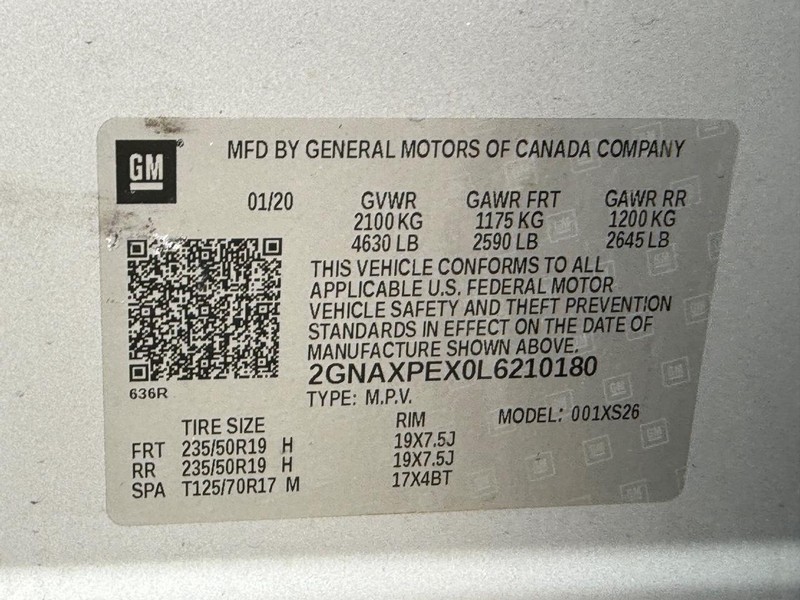 GM
MFD BY GENERAL MOTORS OF CANADA COMPANY
01/20 GVWR GAWR FRT GAWR RR
2100 KG 1175 KG 1200 KG
4630 LB 2590 LB 2645 LB
THIS VEHICLE CONFORMS TO ALL
APPLICABLE U.S. FEDERAL MOTOR
VEHICLE SAFETY AND THEFT PREVENTION
STANDARDS IN EFFECT ON THE DATE OF
MANUFACTURE SHOWN ABOVE.
2GNAXPEX0L6210180
636R
TYPE: M.P.V. MODEL: 001XS26
TIRE SIZE RIM
FRT 235/50R19 H 19X7.5J
RR 235/50R19 H 19X7.5J
SPA T125/70R17 M 17X4BT